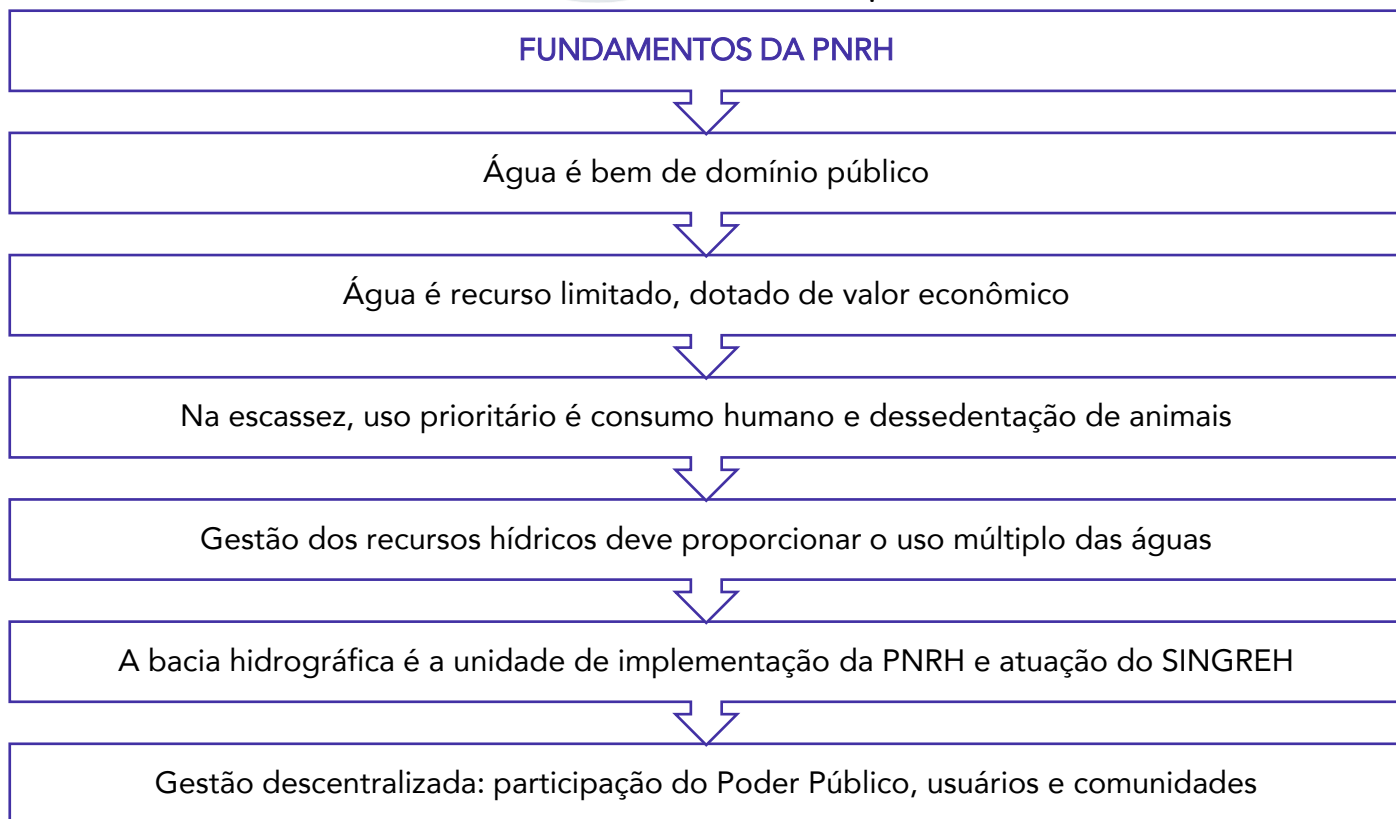 FUNDAMENTOS DA PNRH
Água é bem de domínio público
Água é recurso limitado, dotado de valor econômico
Na escassez, uso prioritário é consumo humano e dessedentação de animais
Gestão dos recursos hídricos deve proporcionar o uso múltiplo das águas
A bacia hidrográfica é a unidade de implementação da PNRH e atuação do SINGREH
Gestão descentralizada: participação do Poder Público, usuários e comunidades